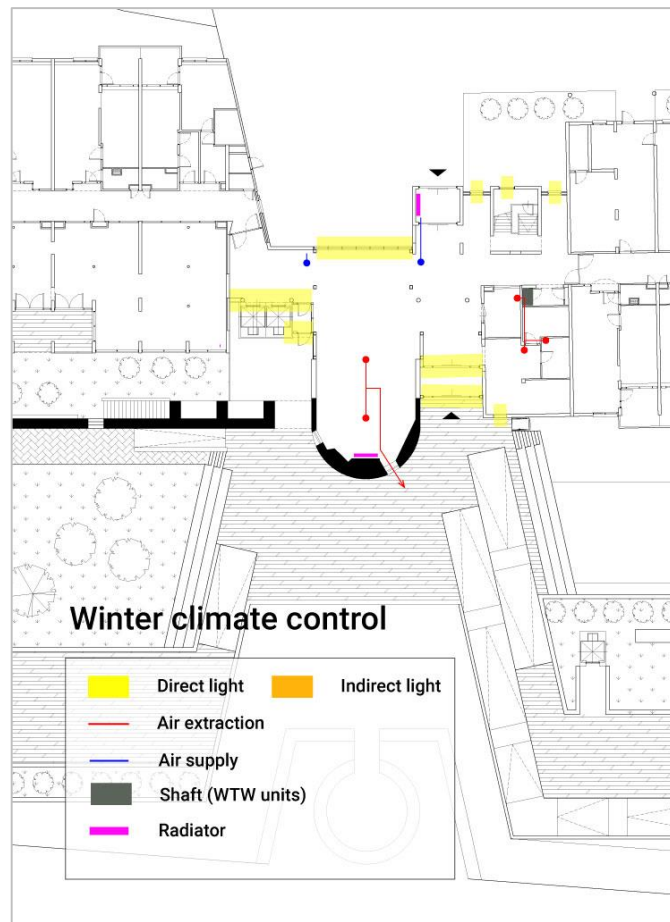 Winter climate control
Direct light
Indirect light
Air extraction
Air supply
Shaft (WTW units)
Radiator